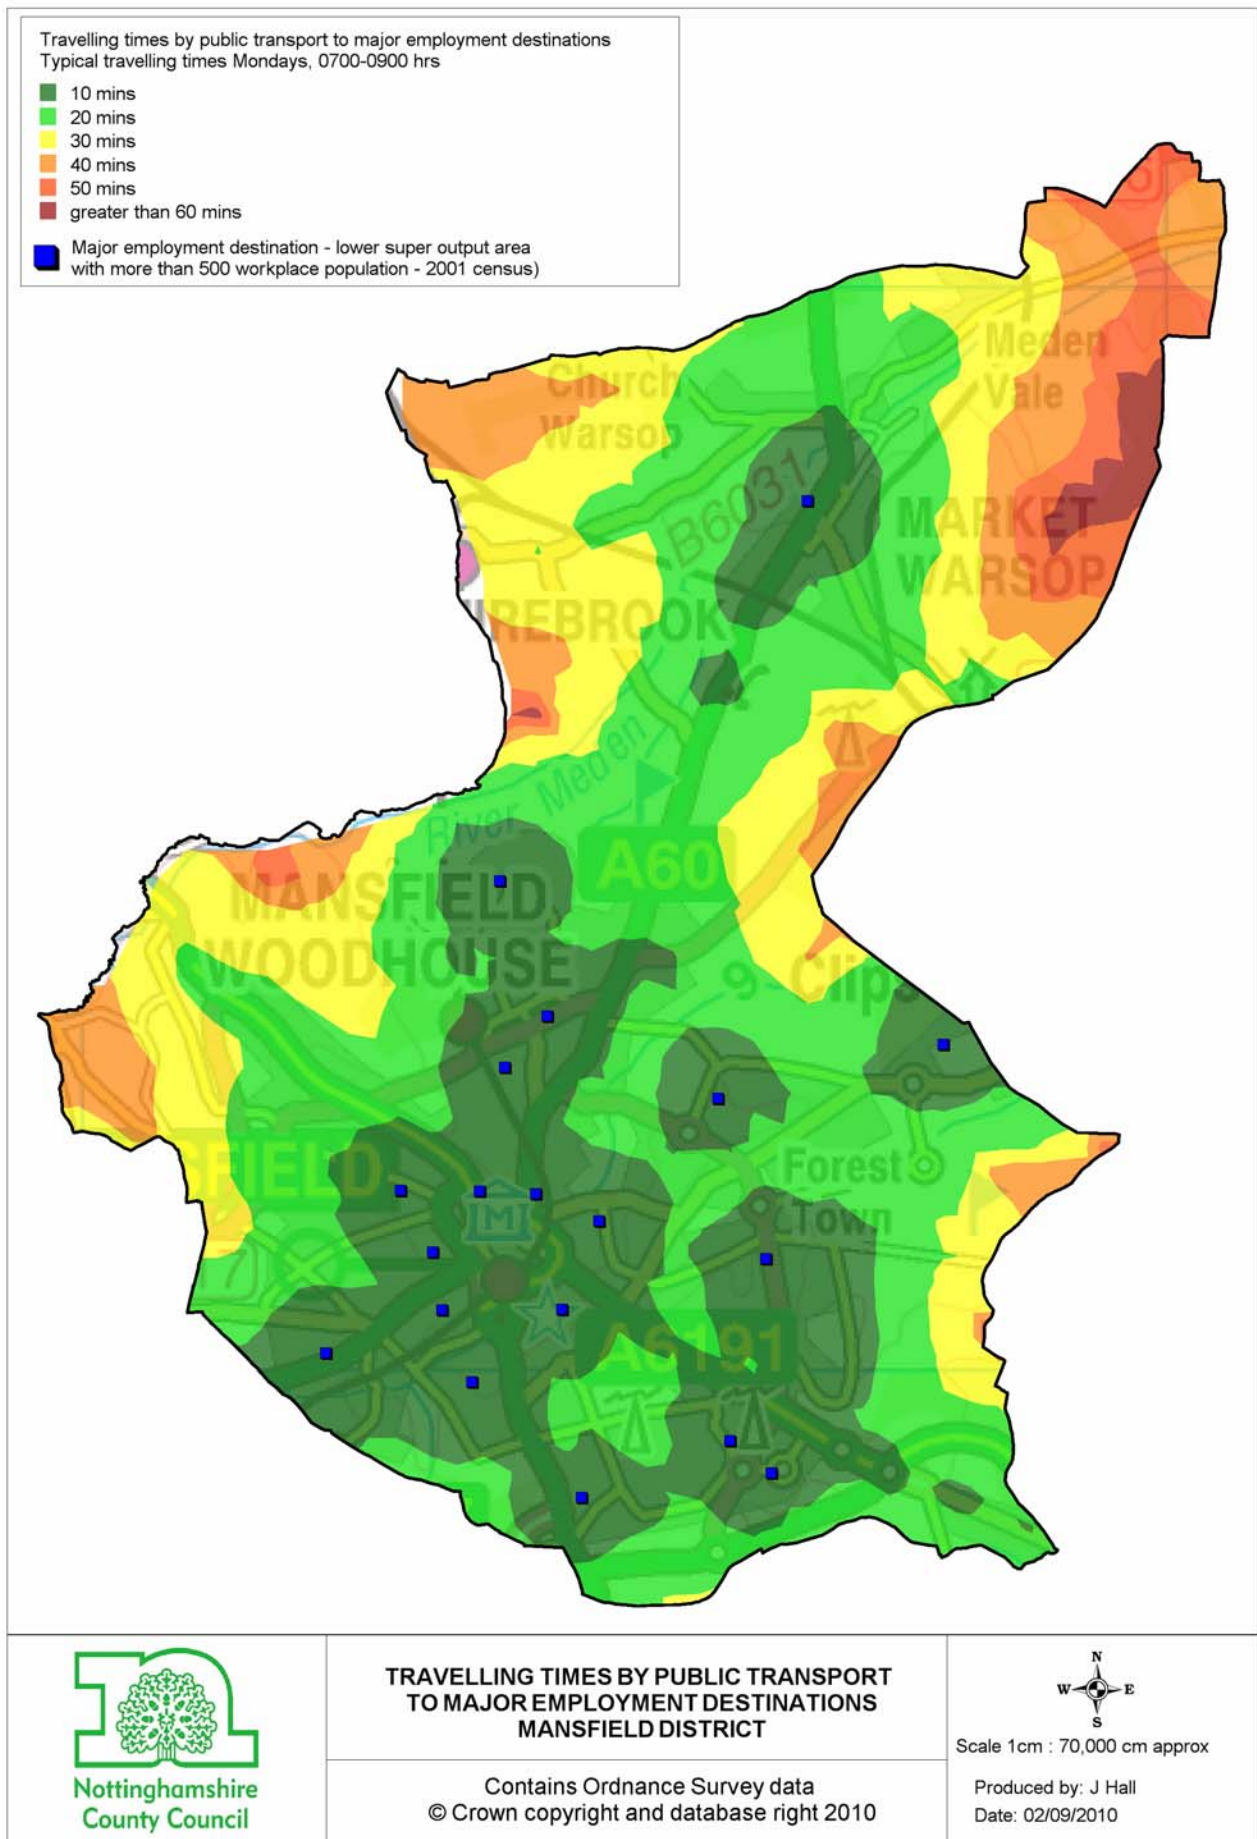 Travelling times by public transport to major employment destinations
Typical travelling times Mondays, 0700-0900 hrs
10 mins
20 mins
30 mins
40 mins
50 mins
greater than 60 mins
Major employment destination - lower super output area
with more than 500 workplace population - 2001 census)
Meden
Vale
Church
Warsop
B6031
MARKET
WARSOP
IREBROOK
River Meden
A60
MANSFIELD
WOODHOUSE
9
Clips
SFIELD
Forest
Town
M
17
A6191
Nottinghamshire
County Council
TRAVELLING TIMES BY PUBLIC TRANSPORT
TO MAJOR EMPLOYMENT DESTINATIONS
MANSFIELD DISTRICT
Contains Ordnance Survey data
© Crown copyright and database right 2010
N
W E
S
Scale 1cm : 70,000 cm approx
Produced by: J Hall
Date: 02/09/2010